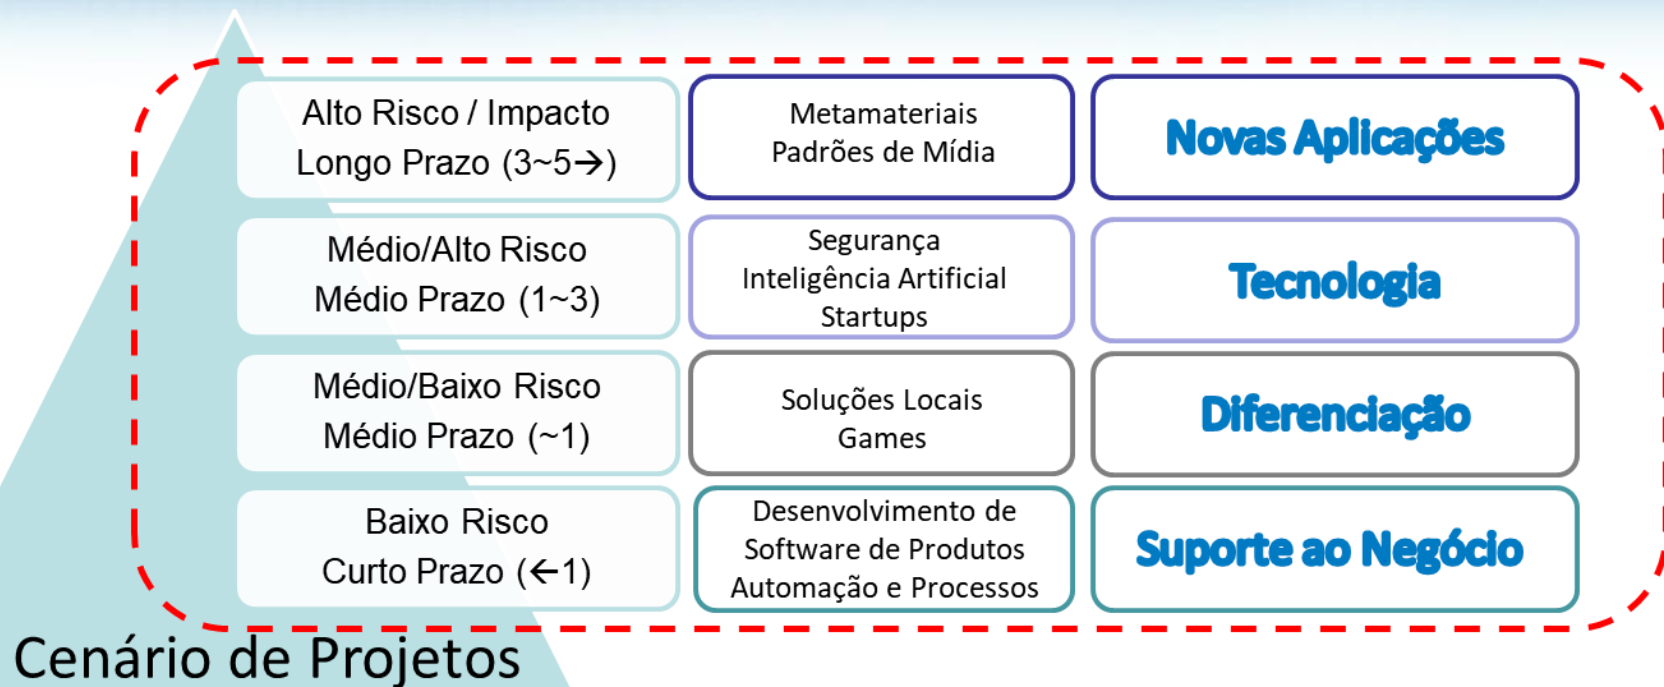 Alto Risco / Impacto
Longo Prazo (3~5→)
Metamateriais
Padrões de Mídia
Novas Aplicações
Médio/Alto Risco
Médio Prazo (1~3)
Segurança
Inteligência Artificial
Startups
Tecnologia
Médio/Baixo Risco
Médio Prazo (~1)
Soluções Locais
Games
Diferenciação
Baixo Risco
Curto Prazo (←1)
Desenvolvimento de
Software de Produtos
Automação e Processos
Suporte ao Negócio
Cenário de Projetos